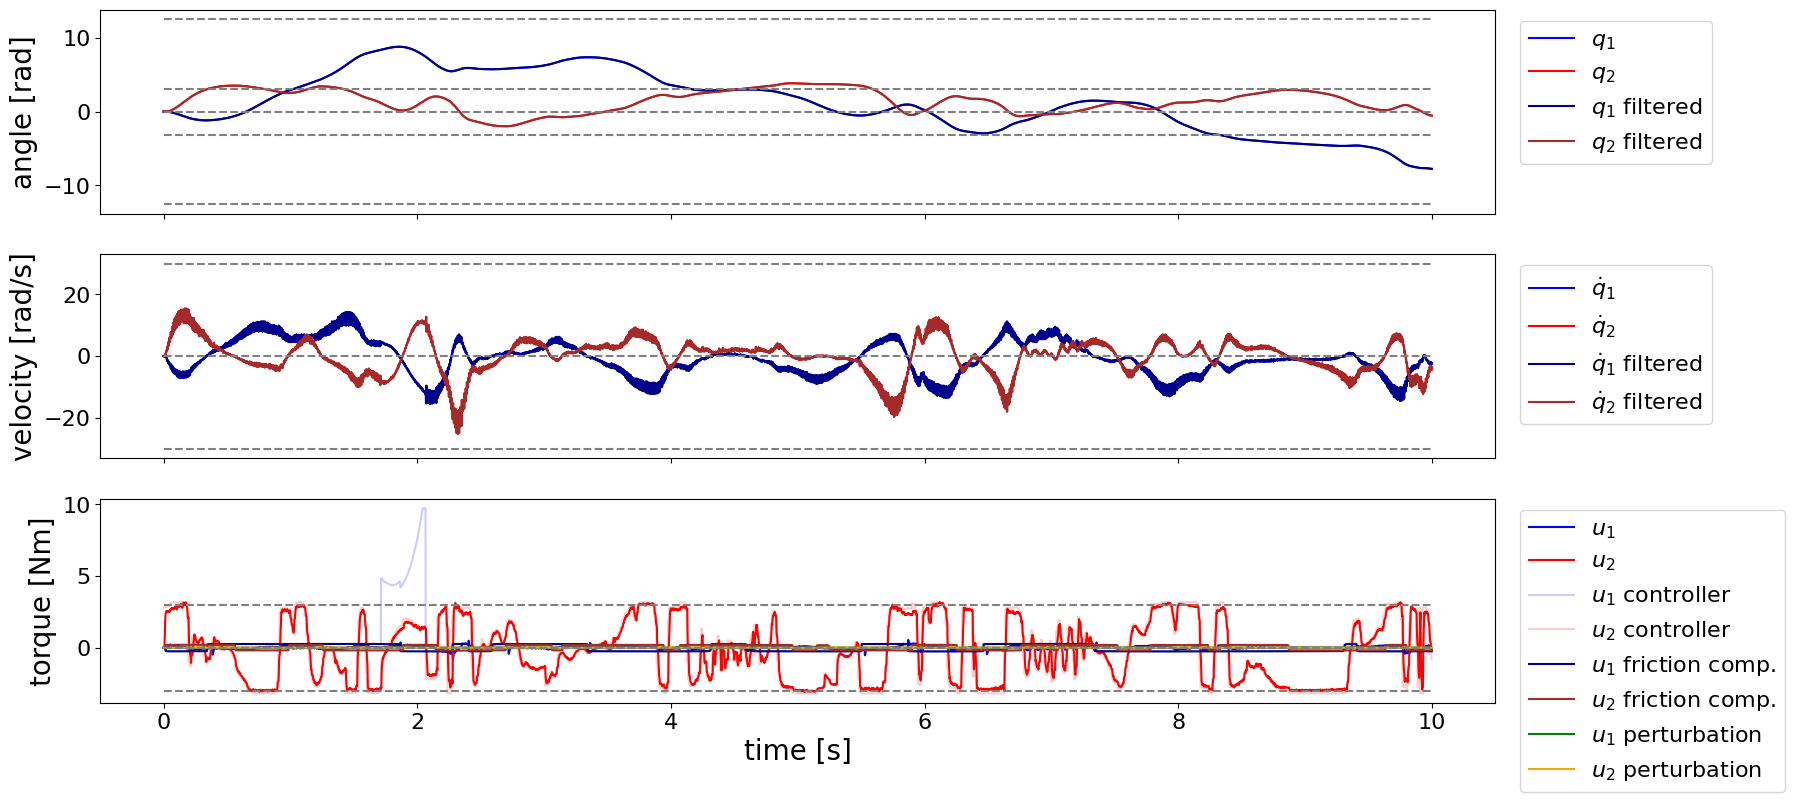 angle [rad]
10
0
−10
q₁
q₂
q₁ filtered
q₂ filtered
velocity [rad/s]
20
0
−20
q̇₁
q̇₂
q̇₁ filtered
q̇₂ filtered
torque [Nm]
10
5
0
0 2 4 6 8 10
time [s]
u₁
u₂
u₁ controller
u₂ controller
u₁ friction comp.
u₂ friction comp.
u₁ perturbation
u₂ perturbation